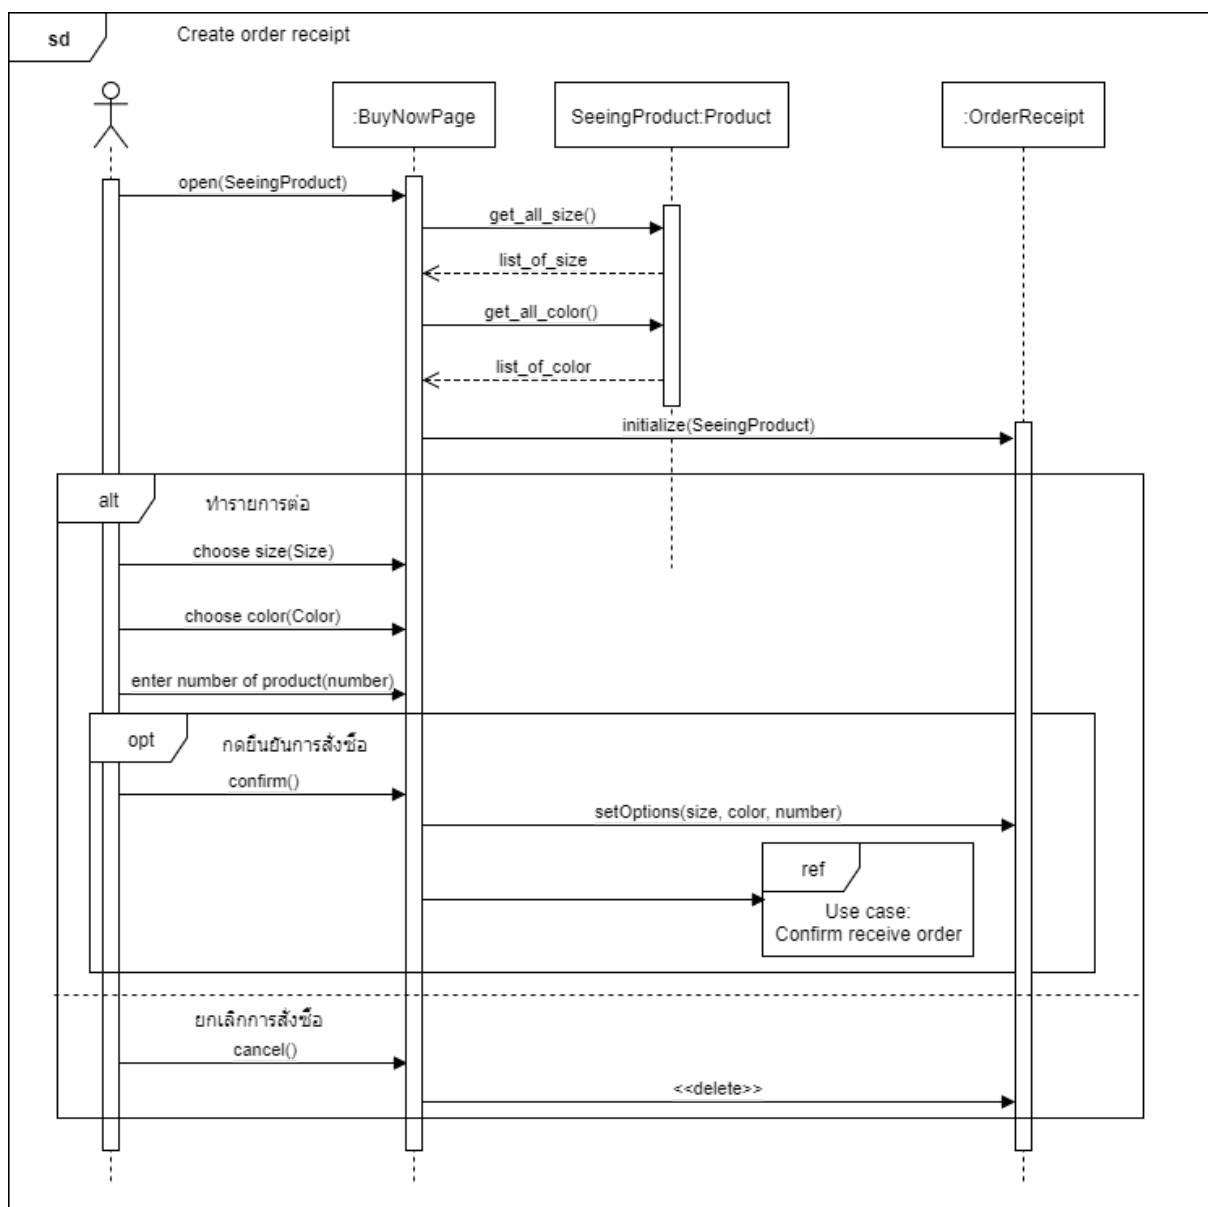 sd
Create order receipt
:BuyNowPage
SeeingProduct:Product
:OrderReceipt
open(SeeingProduct)
get_all_size()
list_of_size
get_all_color()
list_of_color
initialize(SeeingProduct)
alt
ทำรายการต่อ
choose size(Size)
choose color(Color)
enter number of product(number)
opt
กดยืนยันการสั่งซื้อ
confirm()
setOptions(size, color, number)
ref
Use case:
Confirm receive order
ยกเลิกการสั่งซื้อ
cancel()
<<delete>>